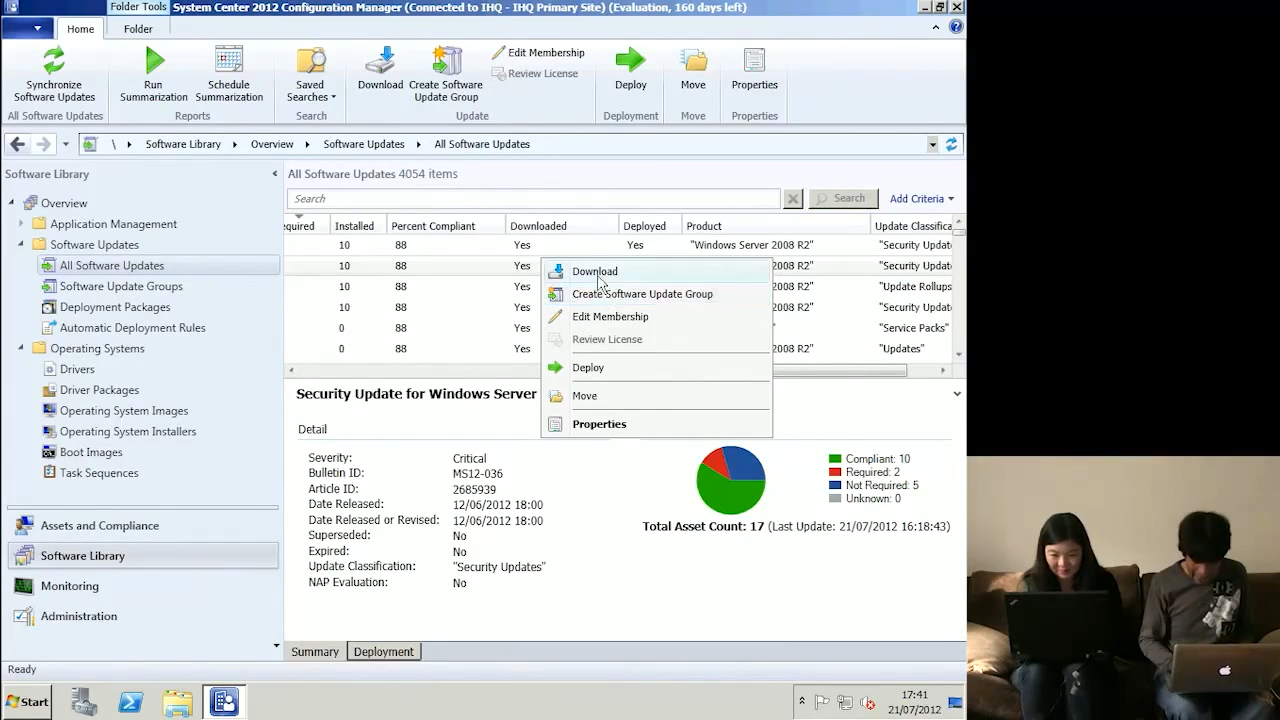 Folder Tools
System Center 2012 Configuration Manager (Connected to IHQ - IHQ Primary Site) (Evaluation, 160 days left)
Home
Folder
Synchronize Software Updates
Run Summarization
Schedule Summarization
Saved Searches
Download
Create Software Update Group
Edit Membership
Review License
Deploy
Move
Properties
All Software Updates
Reports
Search
Update
Deployment
Move
Properties
\ Software Library Overview Software Updates All Software Updates
Software Library
Overview
Application Management
Software Updates
All Software Updates
Software Update Groups
Deployment Packages
Automatic Deployment Rules
Operating Systems
Drivers
Driver Packages
Operating System Images
Operating System Installers
Boot Images
Task Sequences
Assets and Compliance
Software Library
Monitoring
Administration
All Software Updates 4054 items
Search
Search
Add Criteria
equired Installed Percent Compliant Downloaded Deployed Product Update Classifica
10 88 Yes Yes "Windows Server 2008 R2" "Security Update
10 88 Yes 2008 R2" "Security Update
10 88 Yes 2008 R2" "Update Rollups
10 88 Yes 2008 R2" "Security Update
0 88 Yes " "Service Packs"
0 88 Yes 2008 R2" "Updates"
Download
Create Software Update Group
Edit Membership
Review License
Deploy
Move
Properties
Security Update for Windows Server
Detail
Severity: Critical
Bulletin ID: MS12-036
Article ID: 2685939
Date Released: 12/06/2012 18:00
Date Released or Revised: 12/06/2012 18:00
Superseded: No
Expired: No
Update Classification: "Security Updates"
NAP Evaluation: No
Compliant: 10
Required: 2
Not Required: 5
Unknown: 0
Total Asset Count: 17 (Last Update: 21/07/2012 16:18:43)
Summary
Deployment
Ready
Start
17:41
21/07/2012